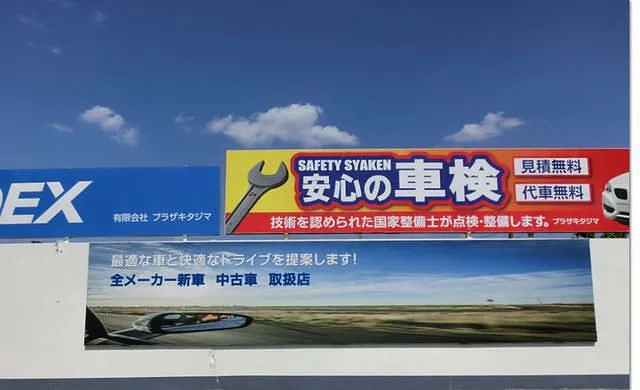 DEX
有限会社 プラザキタジマ
SAFETY SYAKEN
安心の車検
見積無料
代車無料
技術を認められた国家整備士が点検・整備します。プラザキタジマ
最適な車と快適なドライブを提案します!
全メーカー新車 中古車 取扱店